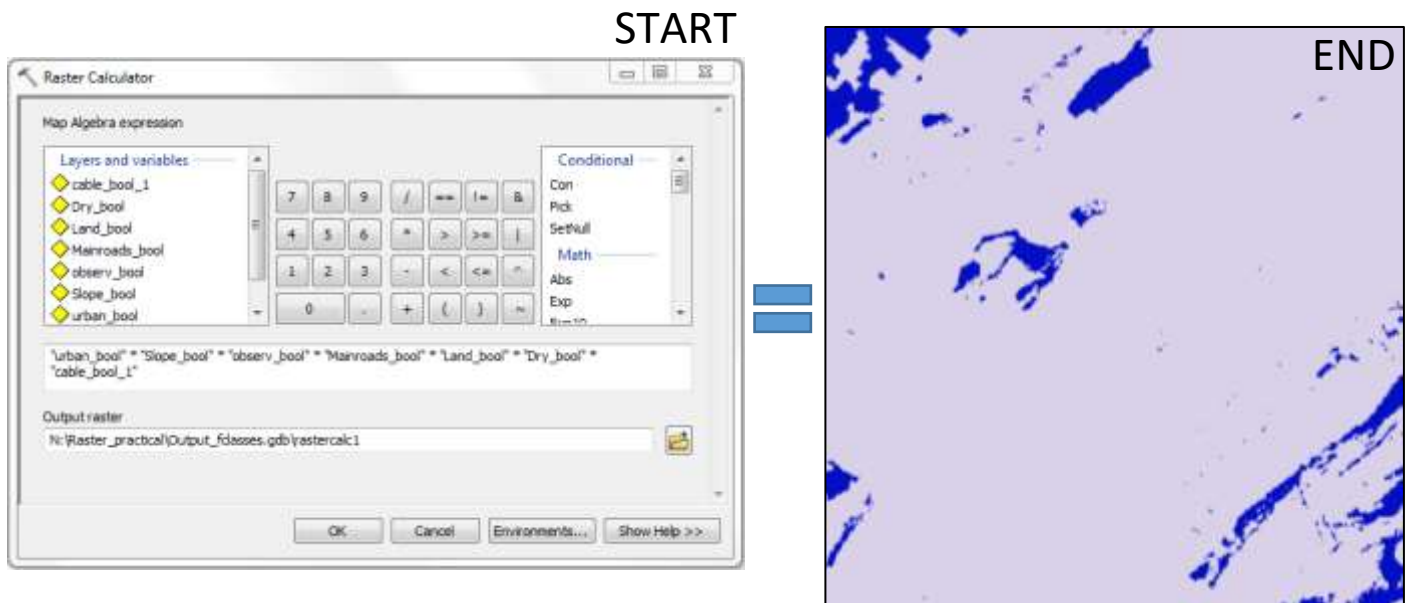 START
END
Raster Calculator
Map Algebra expression
Layers and variables
cable_bool_1
Dry_bool
Land_bool
Mainroads_bool
observ_bool
Slope_bool
urban_bool
7 8 9 / == != &
4 5 6 * > >= |
1 2 3 - < <= ^
0 . + ( ) ~
Conditional
Con
Pick
SetNull
Math
Abs
Exp
"urban_bool" * "Slope_bool" * "observ_bool" * "Mainroads_bool" * "Land_bool" * "Dry_bool" *
"cable_bool_1"
Output raster
N:\Raster_practical\Output_fclasses.gdb\rastercalc1
OK Cancel Environments... Show Help >>